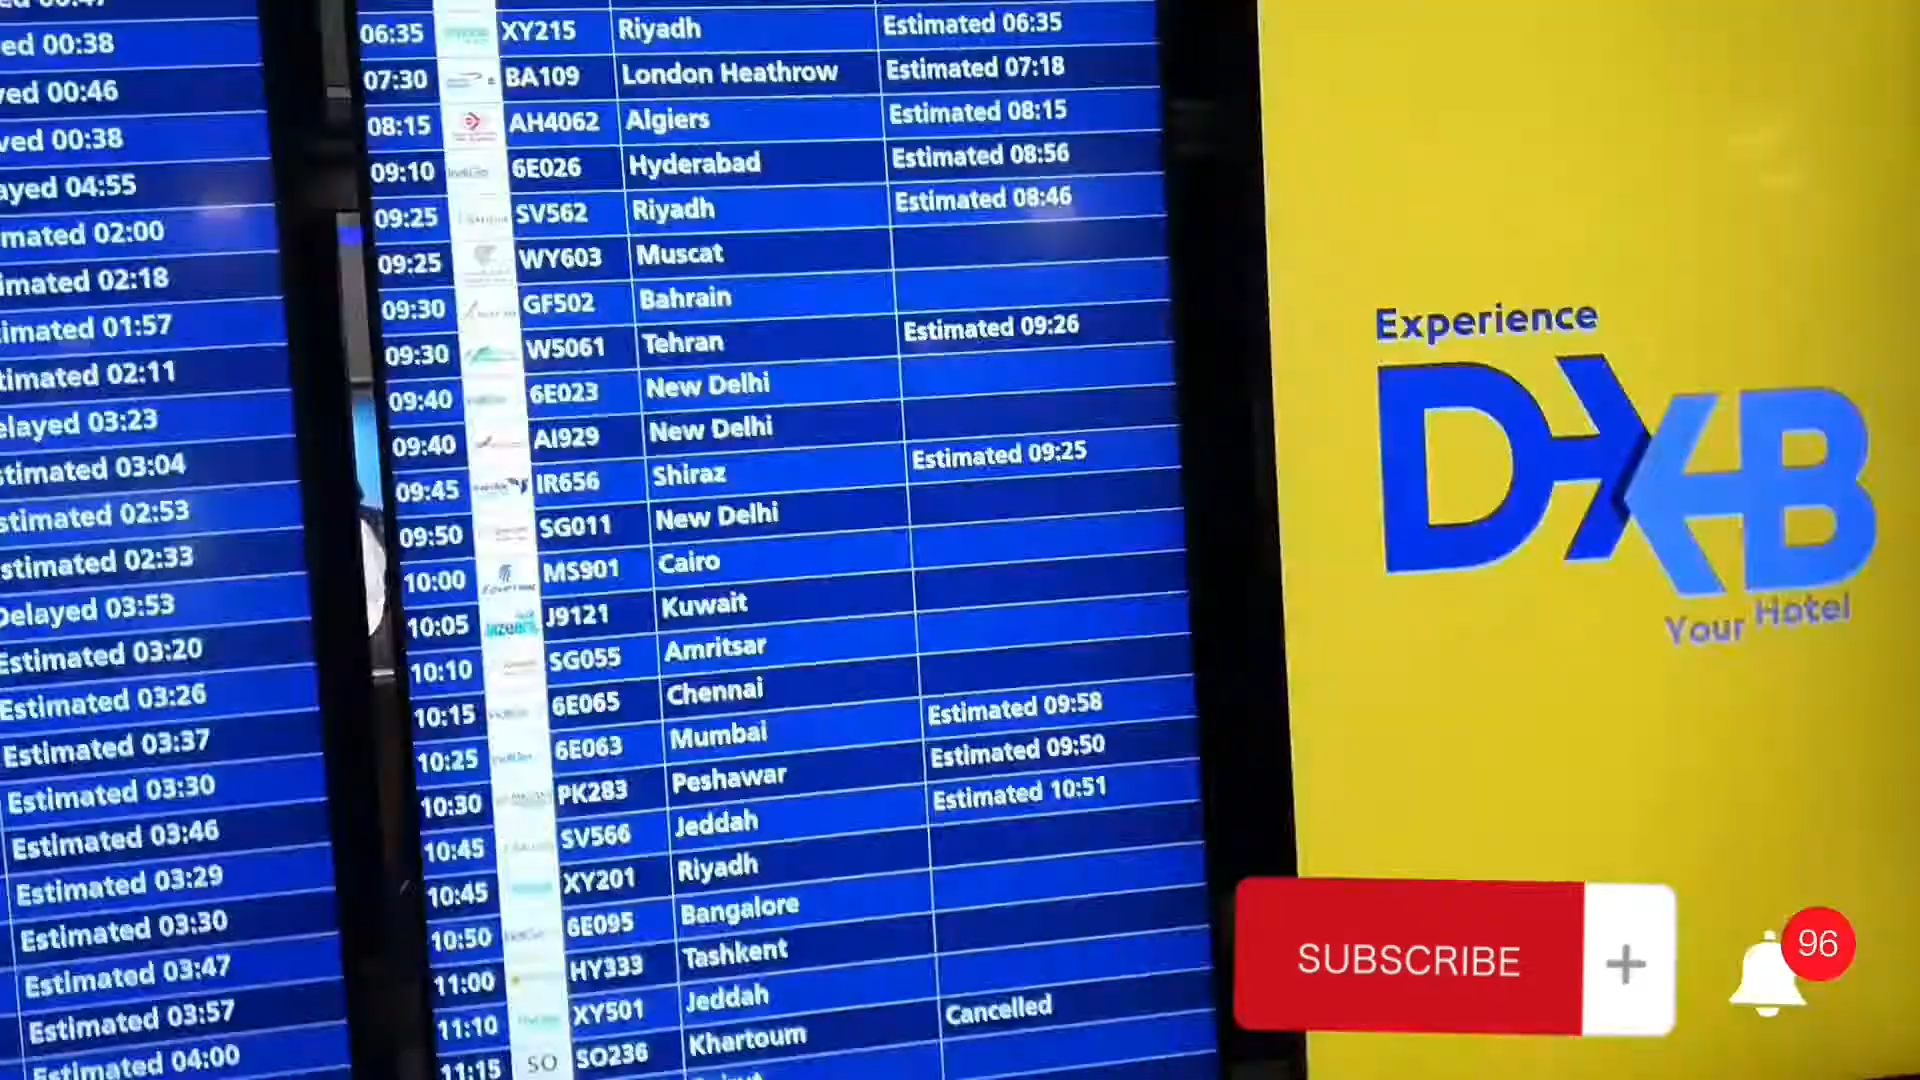 ed 00:38
ved 00:46
ved 00:38
ayed 04:55
mated 02:00
imated 02:18
timated 01:57
timated 02:11
elayed 03:23
stimated 03:04
stimated 02:53
stimated 02:33
Delayed 03:53
Estimated 03:20
Estimated 03:26
Estimated 03:37
Estimated 03:30
Estimated 03:46
Estimated 03:29
Estimated 03:30
Estimated 03:47
Estimated 03:57
Estimated 04:00
06:35 XY215 Riyadh Estimated 06:35
07:30 BA109 London Heathrow Estimated 07:18
08:15 AH4062 Algiers Estimated 08:15
09:10 IndiGo 6E026 Hyderabad Estimated 08:56
09:25 SV562 Riyadh Estimated 08:46
09:25 WY603 Muscat
09:30 GF502 Bahrain
09:30 W5061 Tehran Estimated 09:26
09:40 6E023 New Delhi
09:40 AI929 New Delhi
09:45 IR656 Shiraz Estimated 09:25
09:50 SG011 New Delhi
10:00 EGYPTAIR MS901 Cairo
10:05 Jazeera J9121 Kuwait
10:10 SG055 Amritsar
10:15 6E065 Chennai
10:25 6E063 Mumbai Estimated 09:58
10:30 PK283 Peshawar Estimated 09:50
10:45 SV566 Jeddah Estimated 10:51
10:45 XY201 Riyadh
10:50 6E095 Bangalore
11:00 HY333 Tashkent
11:10 XY501 Jeddah
11:15 SO SO236 Khartoum Cancelled
Experience
DXB
Your Hotel
SUBSCRIBE +
96